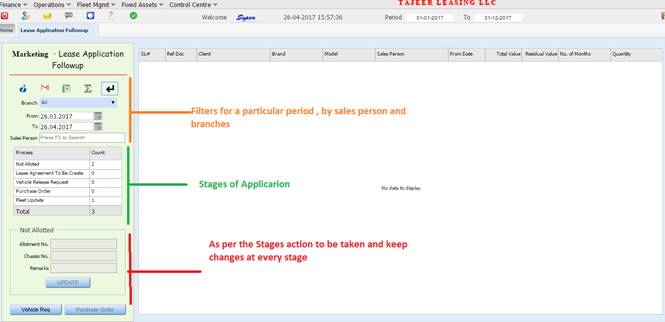 Finance Operations Fleet Mgmt Fixed Assets Control Centre TAJEER LEASING LLC
Welcome Super 26-04-2017 15:57:36 Period 01-01-2017 To 31-12-2017
Home Lease Application Followup
Marketing - Lease Application
Followup
SL# Ref Doc Client Brand Model Sales Person From Date Total Value Residual Value No. of Months Quantity
Branch All
From 26.03.2017
To 26.04.2017
Sales Person Press F3 to Search
Filters for a particular period , by sales person and
branches
Process Count
Not Alloted 2
Lease Agreement To Be Create 0
Vehicle Release Request 0
Purchase Order 0
Fleet Update 1
Total 3
Stages of Applicarion
No data to display
Not Allotted
Allotment No.
Chassis No.
Remarks
UPDATE
As per the Stages action to be taken and keep
changes at every stage
Vehicle Req Purchase Order